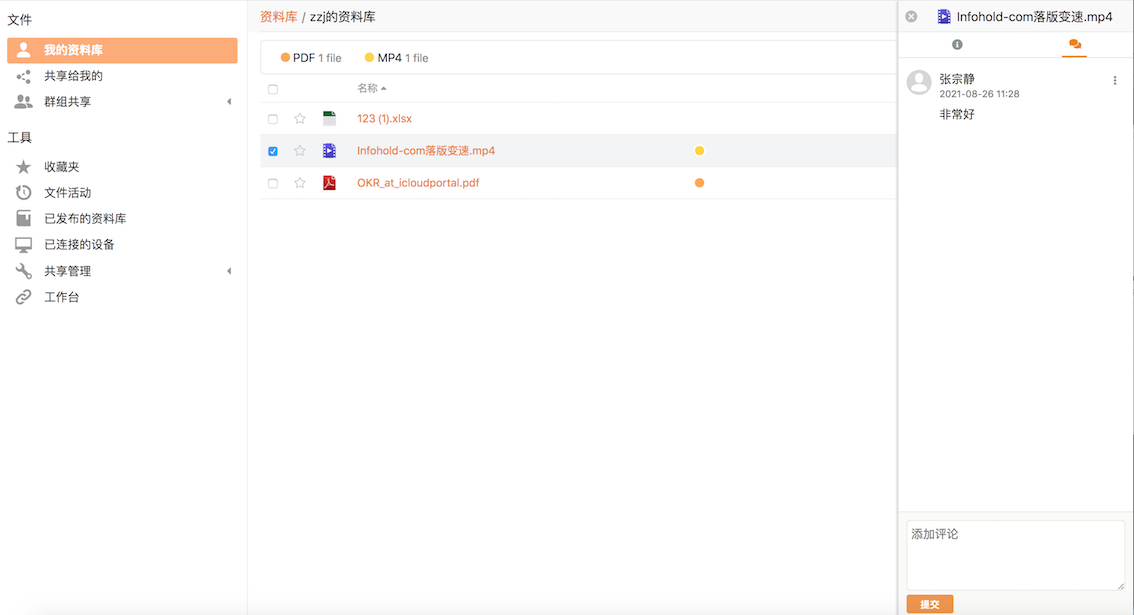 文件
我的资料库
共享给我的
群组共享
工具
收藏夹
文件活动
已发布的资料库
已连接的设备
共享管理
工作台
资料库 / zzj的资料库
PDF 1 file MP4 1 file
名称
123 (1).xlsx
Infohold-com落版变速.mp4
OKR_at_icloudportal.pdf
Infohold-com落版变速.mp4
张宗静
2021-08-26 11:28
非常好
添加评论
提交